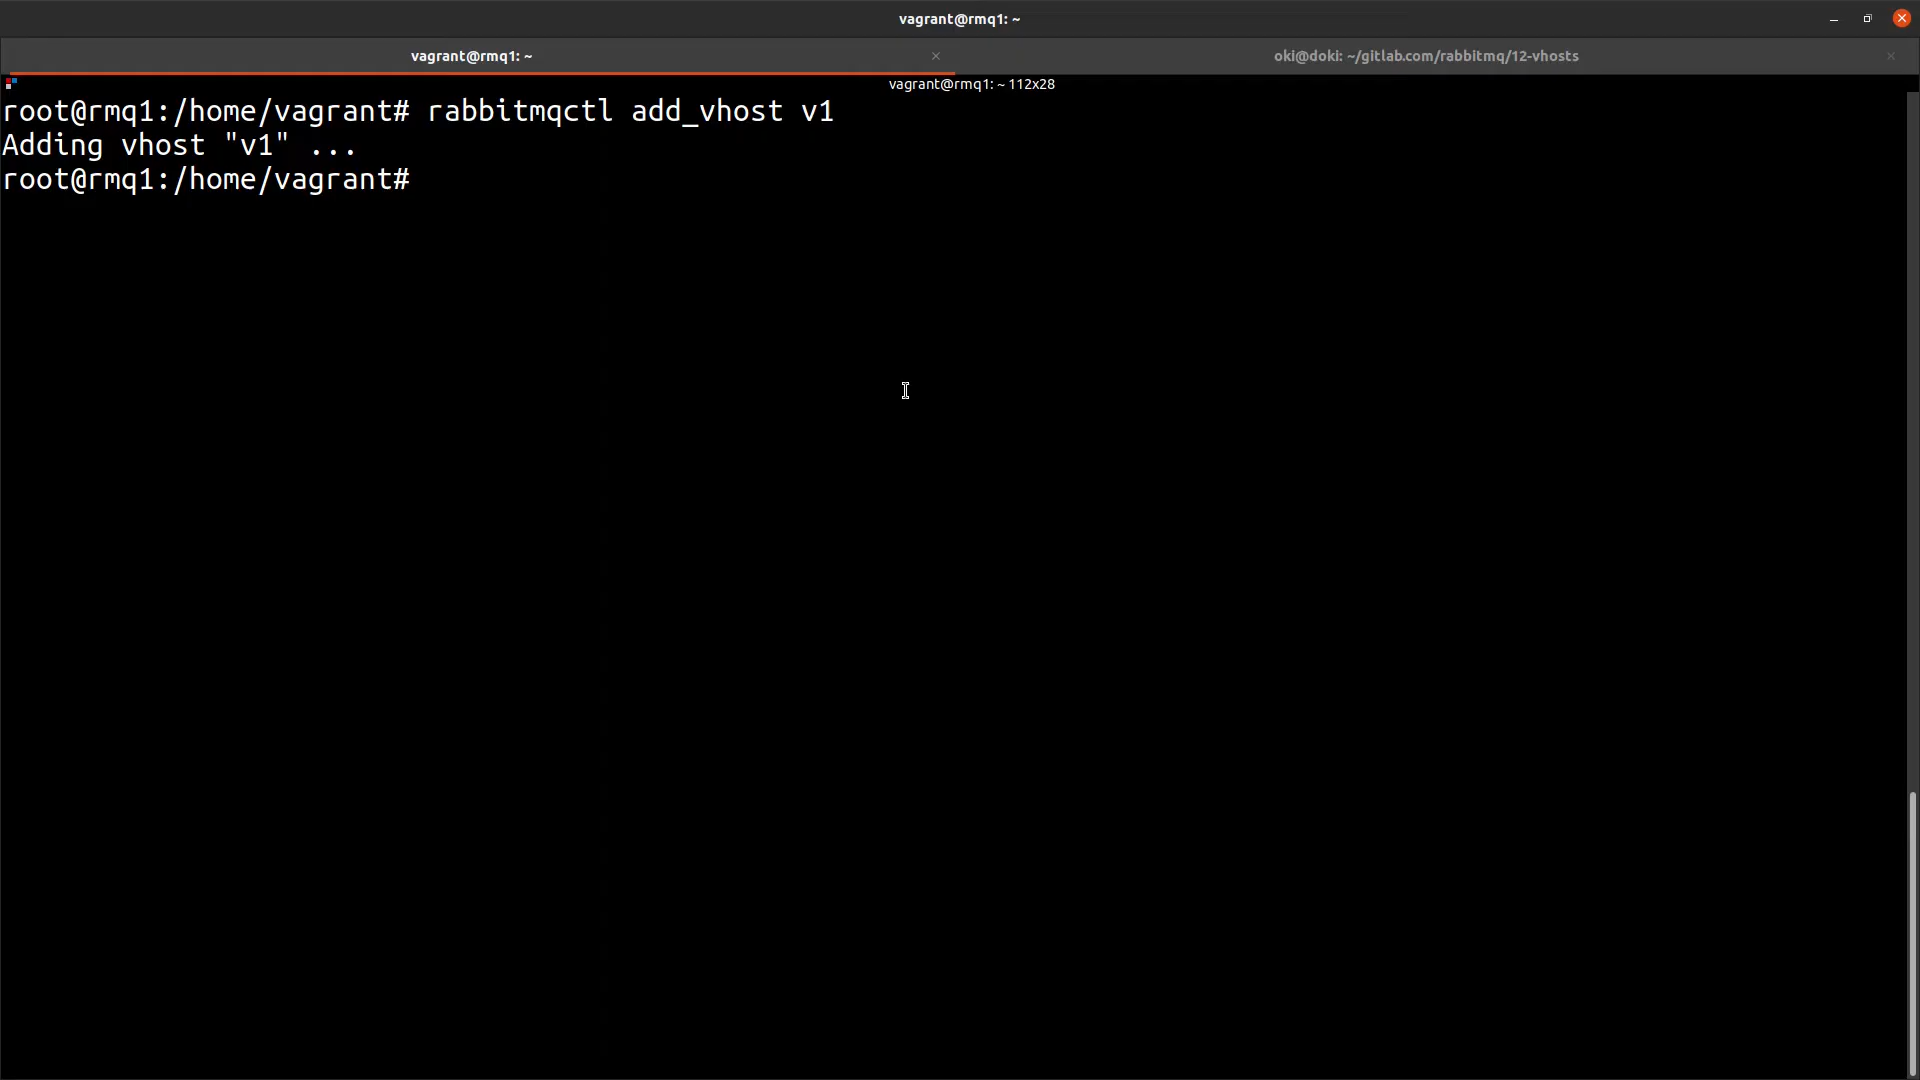 vagrant@rmq1: ~
vagrant@rmq1: ~
oki@doki: ~/gitlab.com/rabbitmq/12-vhosts
vagrant@rmq1: ~ 112x28
root@rmq1:/home/vagrant# rabbitmqctl add_vhost v1
Adding vhost "v1" ...
root@rmq1:/home/vagrant#